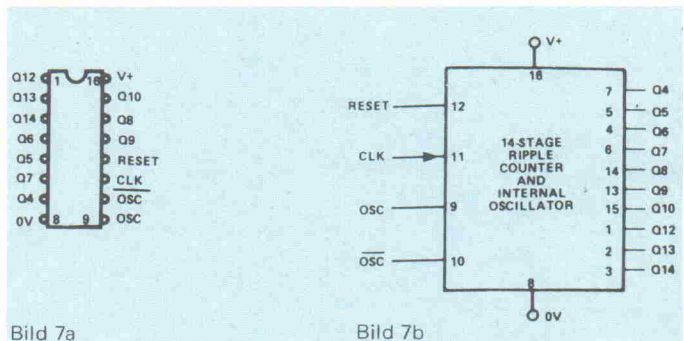 Q12 1 16 V+
Q13 Q10
Q14 Q8
Q6 Q9
Q5 RESET
Q7 CLK
Q4 OSC
0V 8 9 OSC
Bild 7a
V+
16
RESET 12
CLK 11
OSC 9
OSC 10
14-STAGE
RIPPLE
COUNTER
AND
INTERNAL
OSCILLATOR
7 Q4
5 Q5
4 Q6
6 Q7
14 Q8
13 Q9
15 Q10
1 Q12
2 Q13
3 Q14
8
0V
Bild 7b